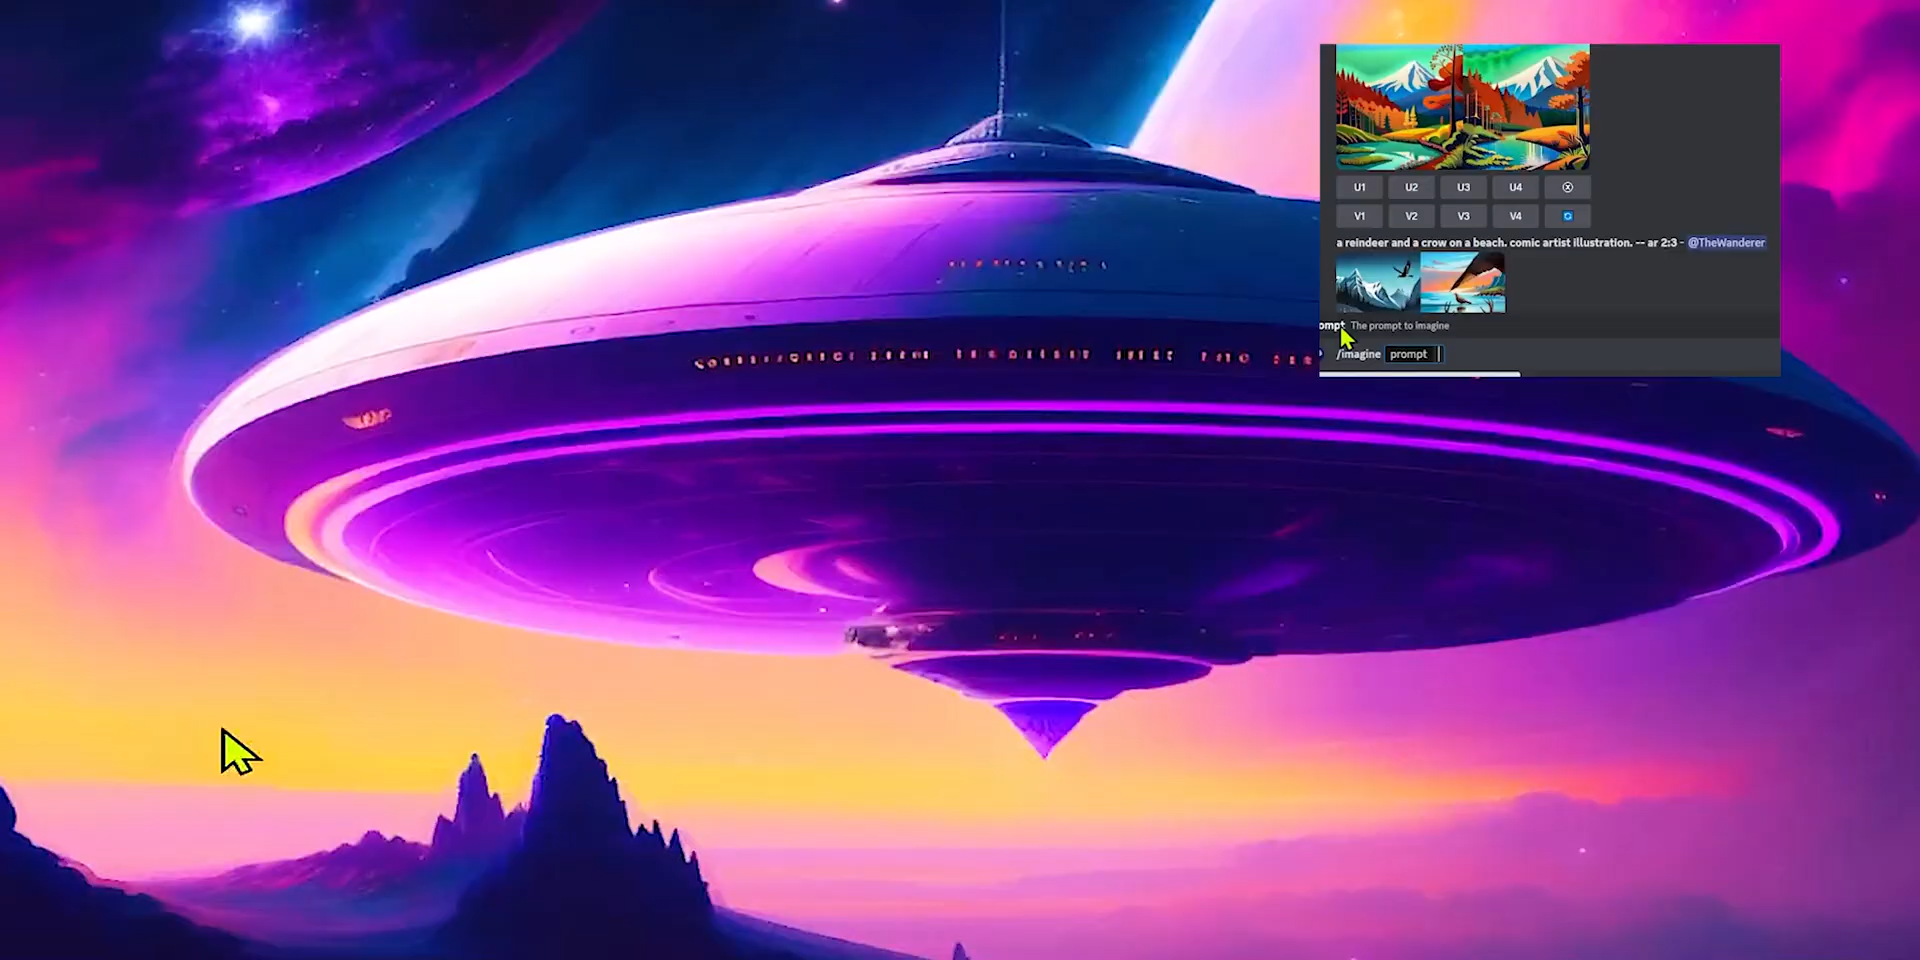 U1 U2 U3 U4
V1 V2 V3 V4
a reindeer and a crow on a beach. comic artist illustration. -- ar 2:3 - @TheWanderer
ompt The prompt to imagine
/imagine prompt